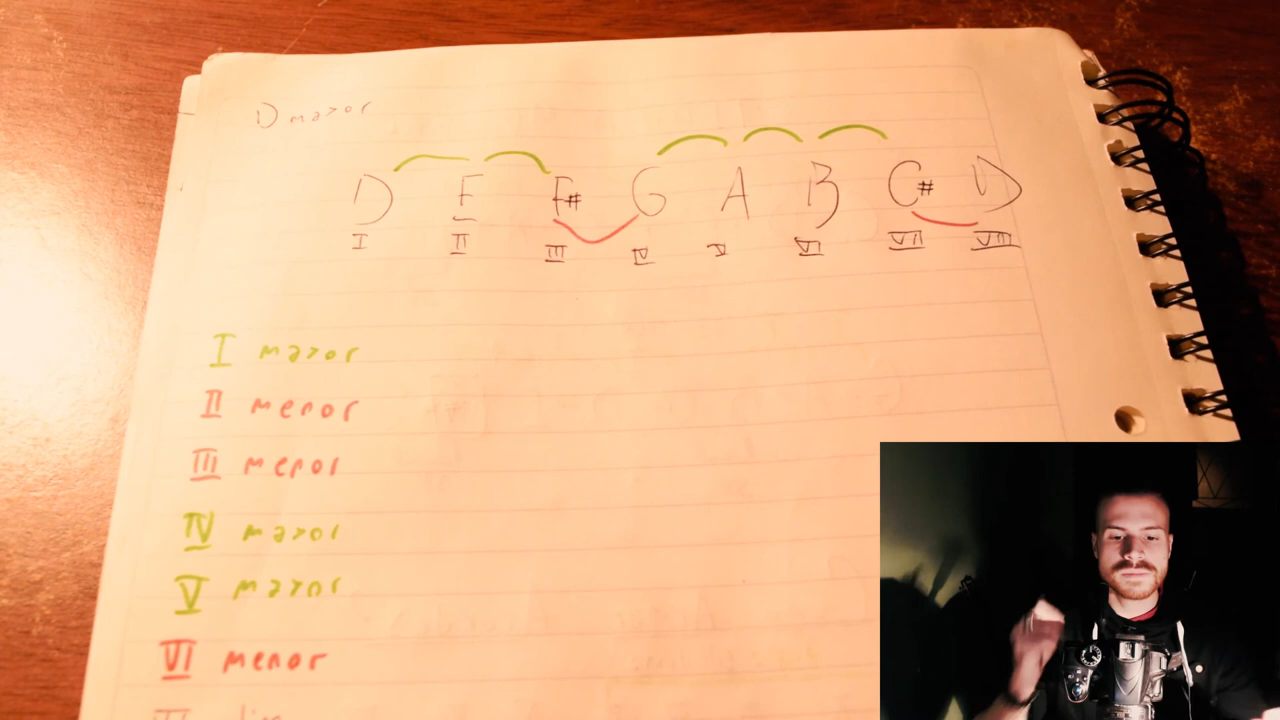 D mayor
D E F# G A B C# D
I II III IV V VI VII VIII
I mayor
II menor
III menor
IV mayor
V mayor
VI menor